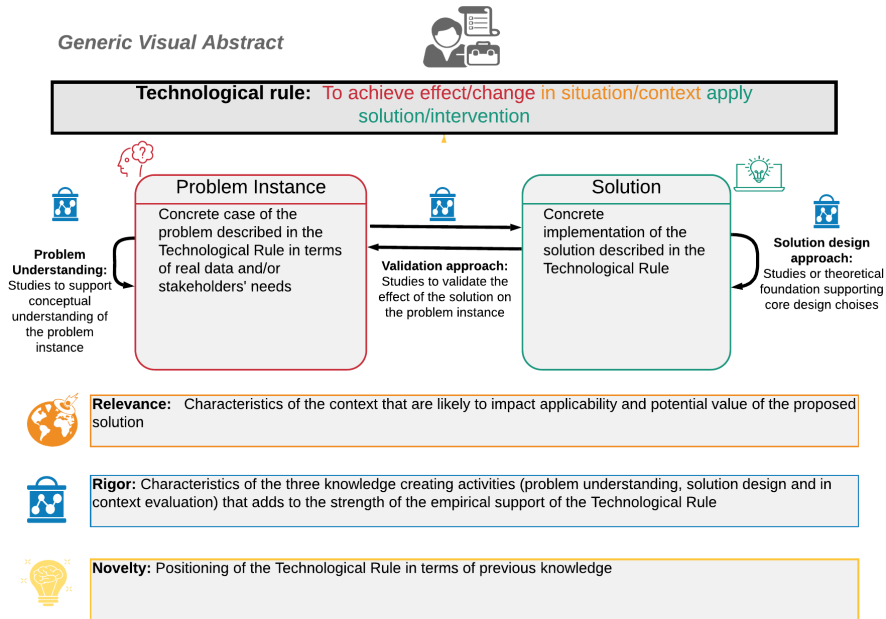 Generic Visual Abstract
Technological rule: To achieve effect/change in situation/context apply
solution/intervention
Problem Instance
Concrete case of the
problem described in the
Technological Rule in terms
of real data and/or
stakeholders' needs
Solution
Concrete
implementation of the
solution described in the
Technological Rule
Problem
Understanding:
Studies to support
conceptual
understanding of
the problem
instance
Validation approach:
Studies to validate the
effect of the solution on
the problem instance
Solution design
approach:
Studies or theoretical
foundation supporting
core design choises
Relevance: Characteristics of the context that are likely to impact applicability and potential value of the proposed
solution
Rigor: Characteristics of the three knowledge creating activities (problem understanding, solution design and in
context evaluation) that adds to the strength of the empirical support of the Technological Rule
Novelty: Positioning of the Technological Rule in terms of previous knowledge